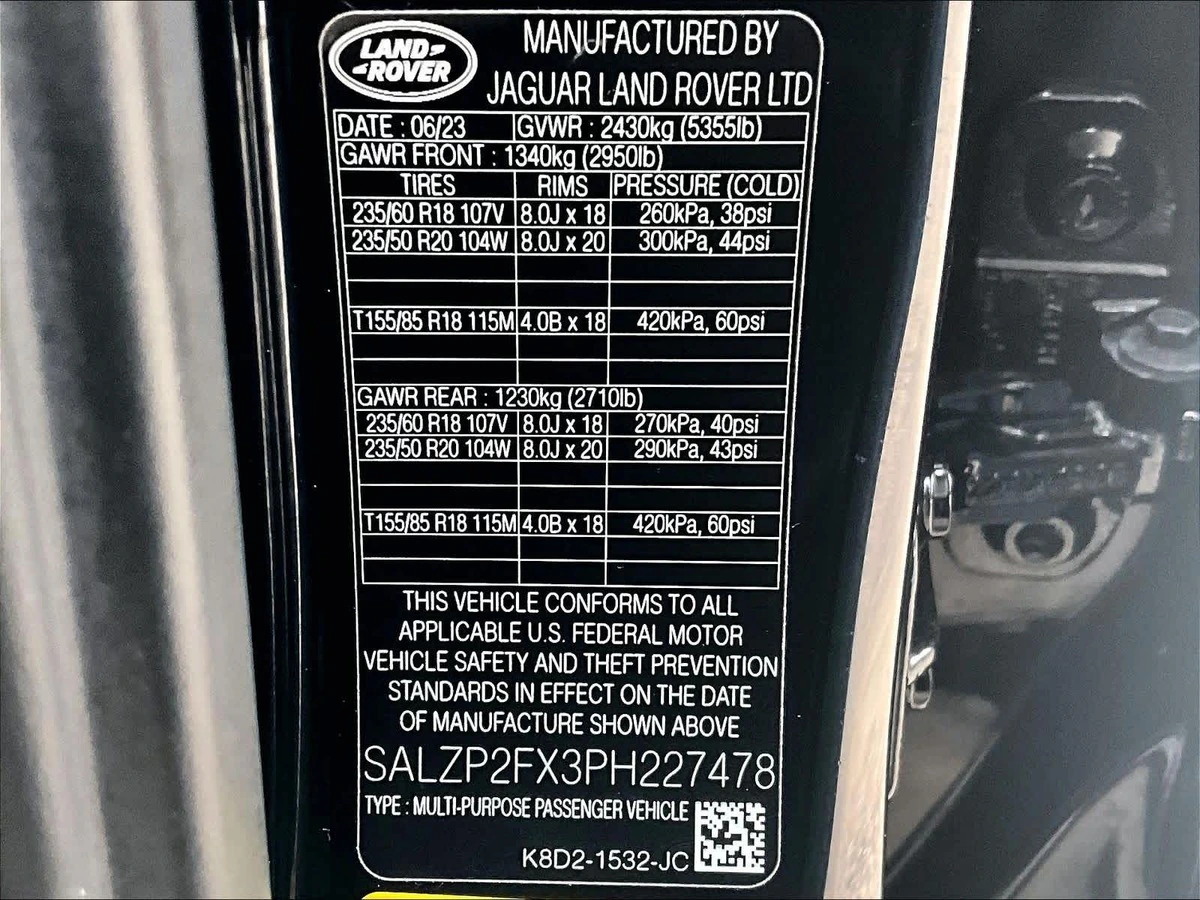 LAND ROVER
MANUFACTURED BY
JAGUAR LAND ROVER LTD
DATE : 06/23 GVWR : 2430kg (5355lb)
GAWR FRONT : 1340kg (2950lb)
TIRES RIMS PRESSURE (COLD)
235/60 R18 107V 8.0J x 18 260kPa, 38psi
235/50 R20 104W 8.0J x 20 300kPa, 44psi
T155/85 R18 115M 4.0B x 18 420kPa, 60psi
GAWR REAR : 1230kg (2710lb)
235/60 R18 107V 8.0J x 18 270kPa, 40psi
235/50 R20 104W 8.0J x 20 290kPa, 43psi
T155/85 R18 115M 4.0B x 18 420kPa, 60psi
THIS VEHICLE CONFORMS TO ALL
APPLICABLE U.S. FEDERAL MOTOR
VEHICLE SAFETY AND THEFT PREVENTION
STANDARDS IN EFFECT ON THE DATE
OF MANUFACTURE SHOWN ABOVE
SALZP2FX3PH227478
TYPE : MULTI-PURPOSE PASSENGER VEHICLE
K8D2-1532-JC